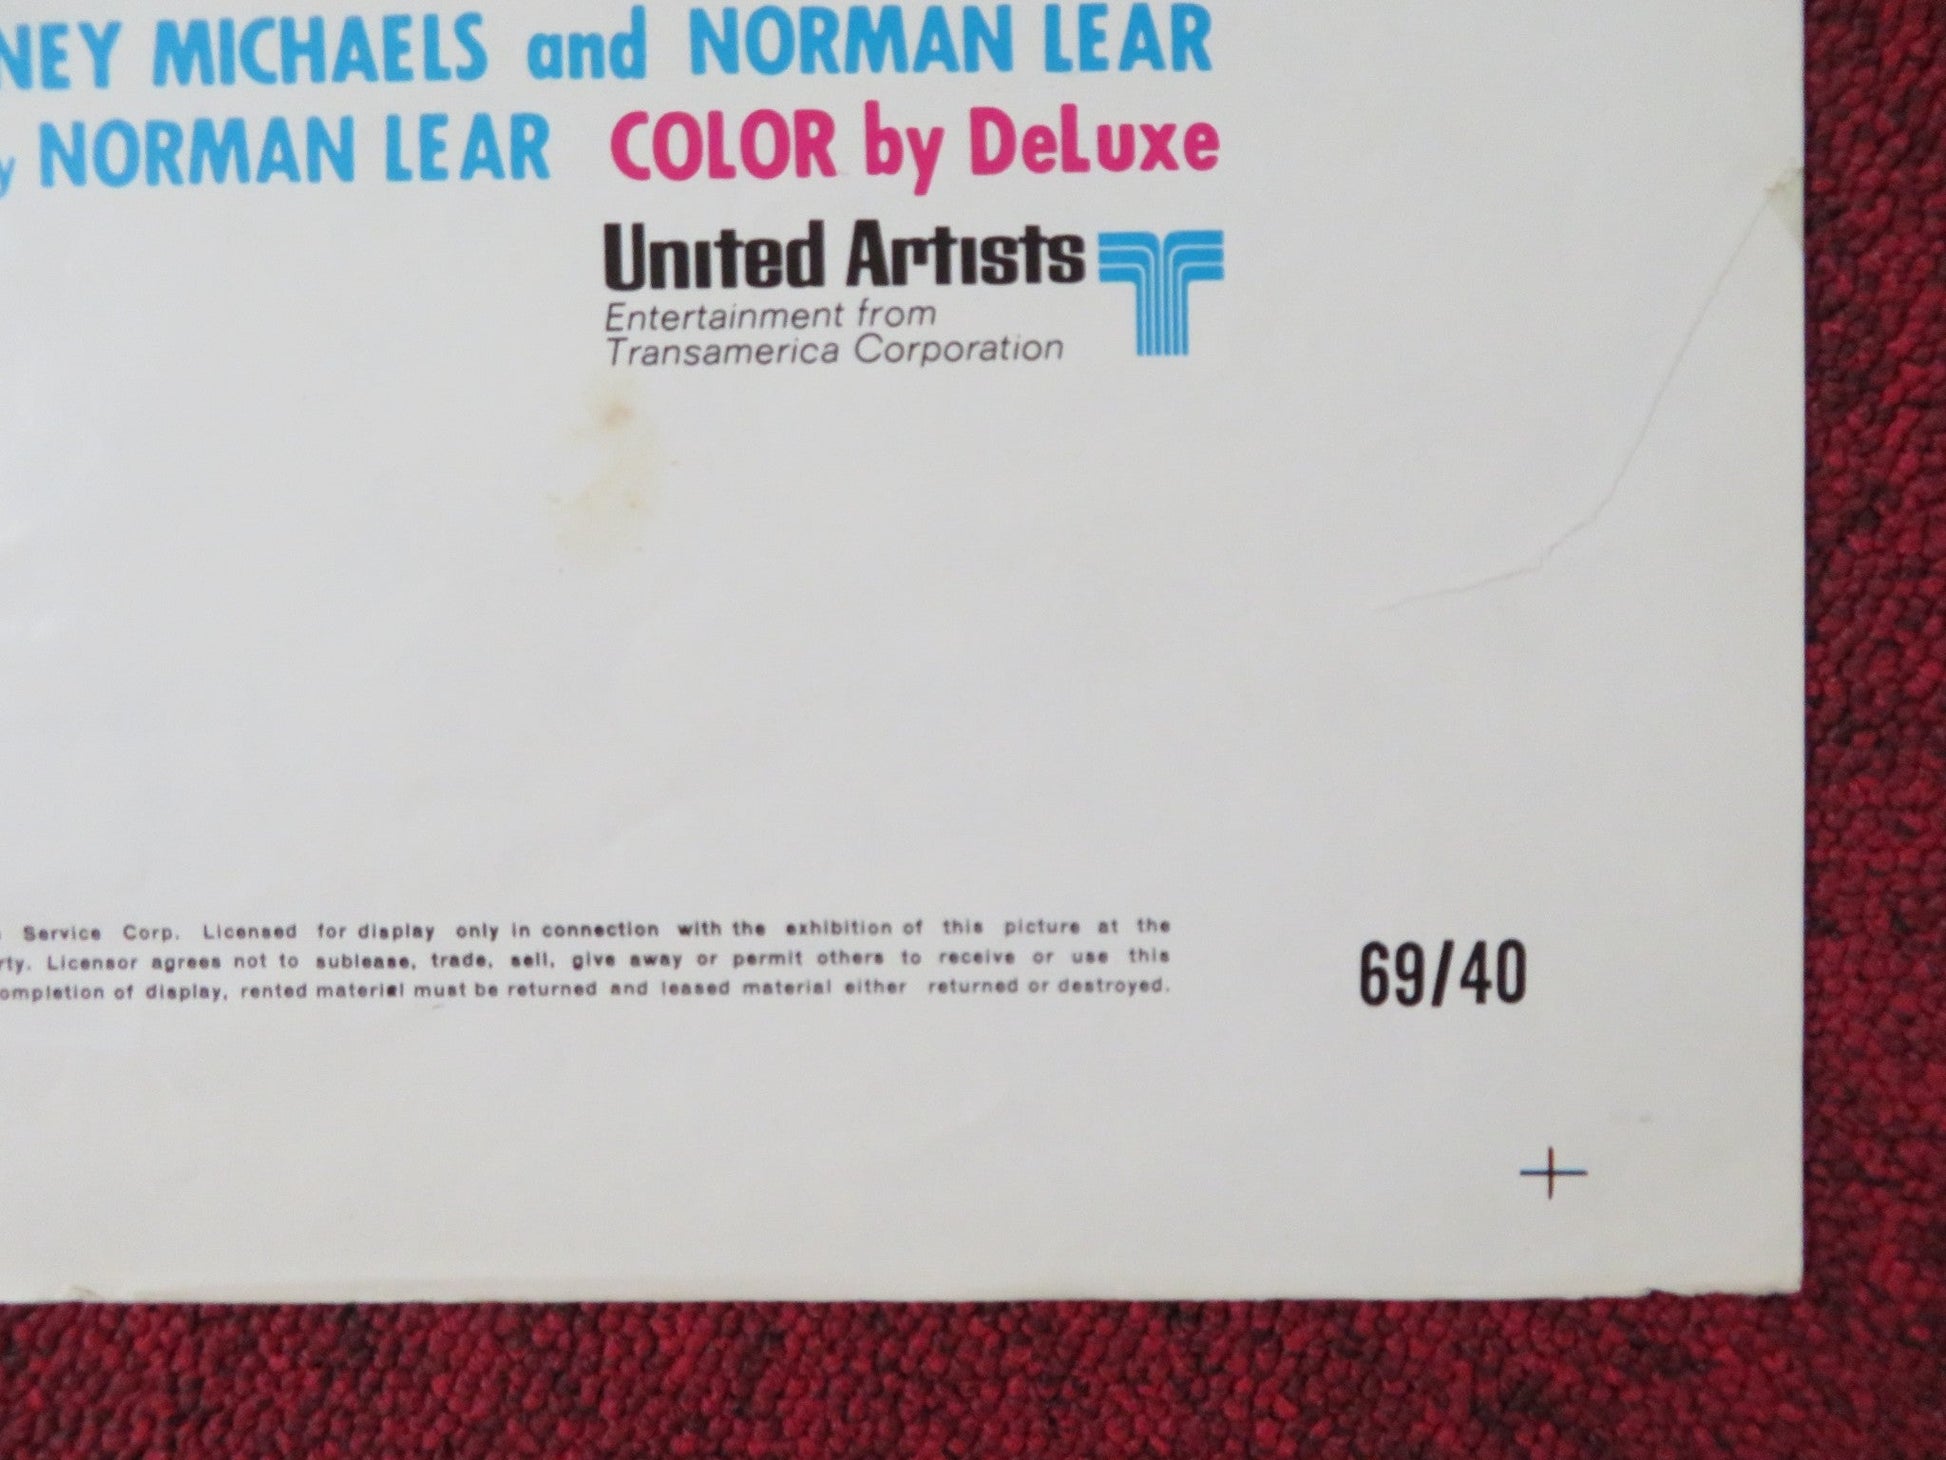 NEY MICHAELS and NORMAN LEAR
y NORMAN LEAR COLOR by DeLuxe
United Artists
Entertainment from
Transamerica Corporation
Service Corp. Licensed for display only in connection with the exhibition of this picture at the
rty. Licensor agrees not to sublease, trade, sell, give away or permit others to receive or use this
ompletion of display, rented material must be returned and leased material either returned or destroyed.
69/40